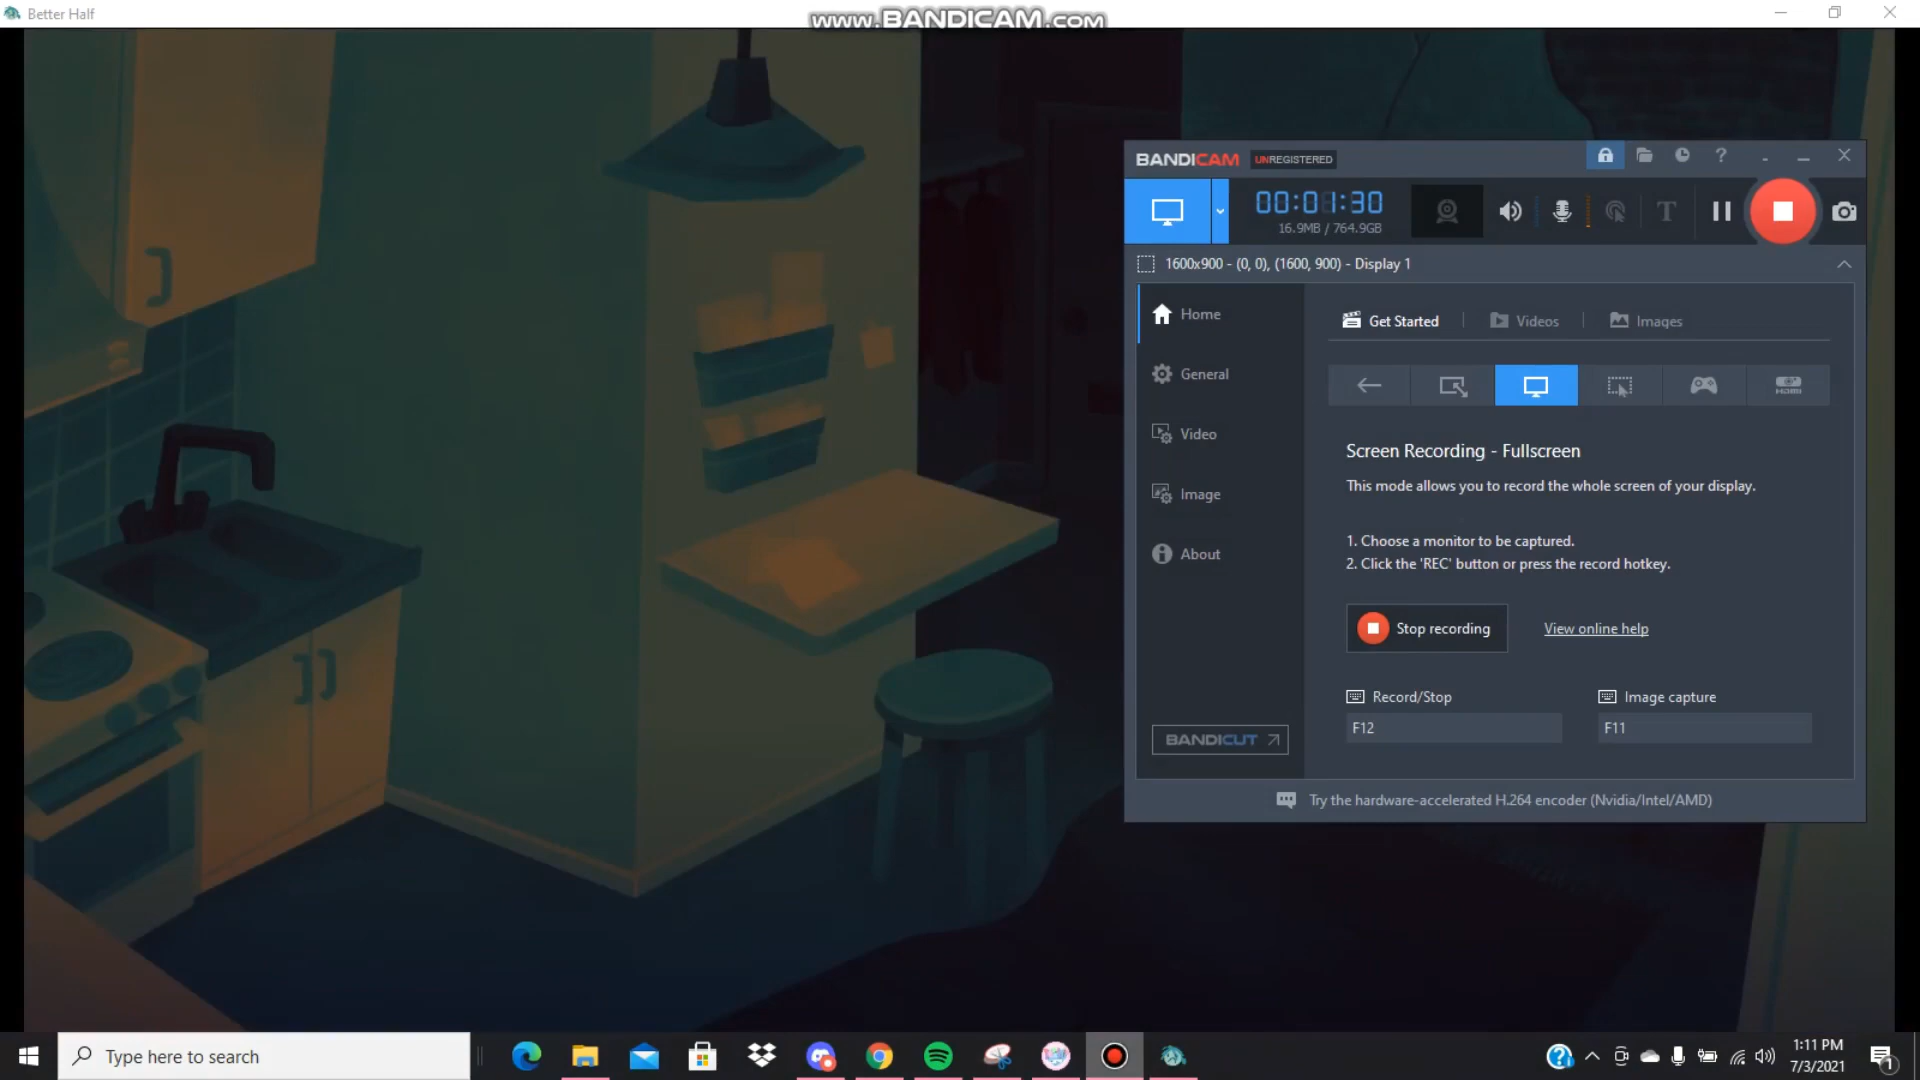 Better Half
www.BANDICAM.com
BANDICAM UNREGISTERED
00:01:30
16.9MB / 764.9GB
T
1600x900 - (0, 0), (1600, 900) - Display 1
Home
General
Video
Image
About
BANDICUT
Get Started
Videos
Images
HDMI
Screen Recording - Fullscreen
This mode allows you to record the whole screen of your display.
1. Choose a monitor to be captured.
2. Click the 'REC' button or press the record hotkey.
Stop recording
View online help
Record/Stop
Image capture
F12
F11
Try the hardware-accelerated H.264 encoder (Nvidia/Intel/AMD)
Type here to search
1:11 PM
7/3/2021
1